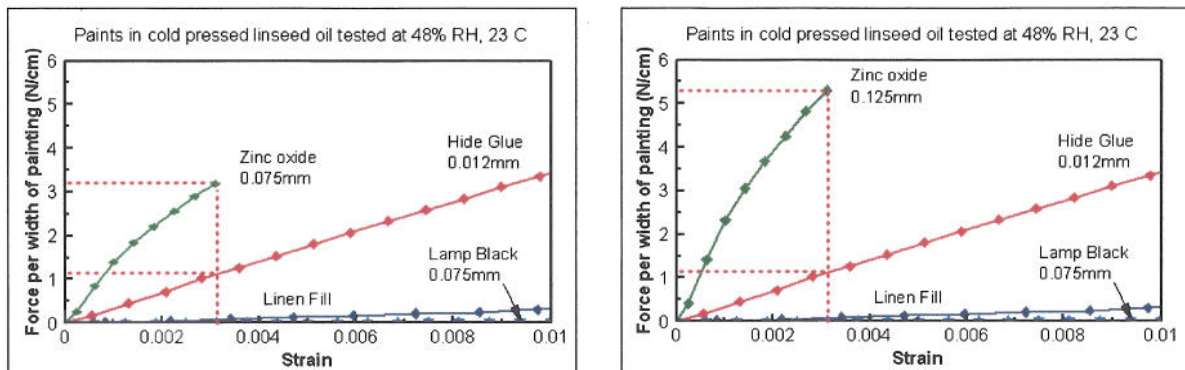 Paints in cold pressed linseed oil tested at 48% RH, 23 C
Force per width of painting (N/cm)
6
5
4
3
2
1
0
Zinc oxide
0.075mm
Hide Glue
0.012mm
Lamp Black
0.075mm
Linen Fill
0 0.002 0.004 0.006 0.008 0.01
Strain
Paints in cold pressed linseed oil tested at 48% RH, 23 C
Force per width of painting (N/cm)
6
5
4
3
2
1
0
Zinc oxide
0.125mm
Hide Glue
0.012mm
Lamp Black
0.075mm
Linen Fill
0 0.002 0.004 0.006 0.008 0.01
Strain